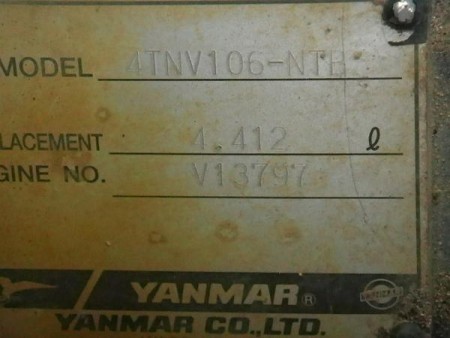 MODEL 4TNV106-NTB
LACEMENT 4.412 ℓ
GINE NO. V13797
YANMAR®
YANMAR CO.,LTD.